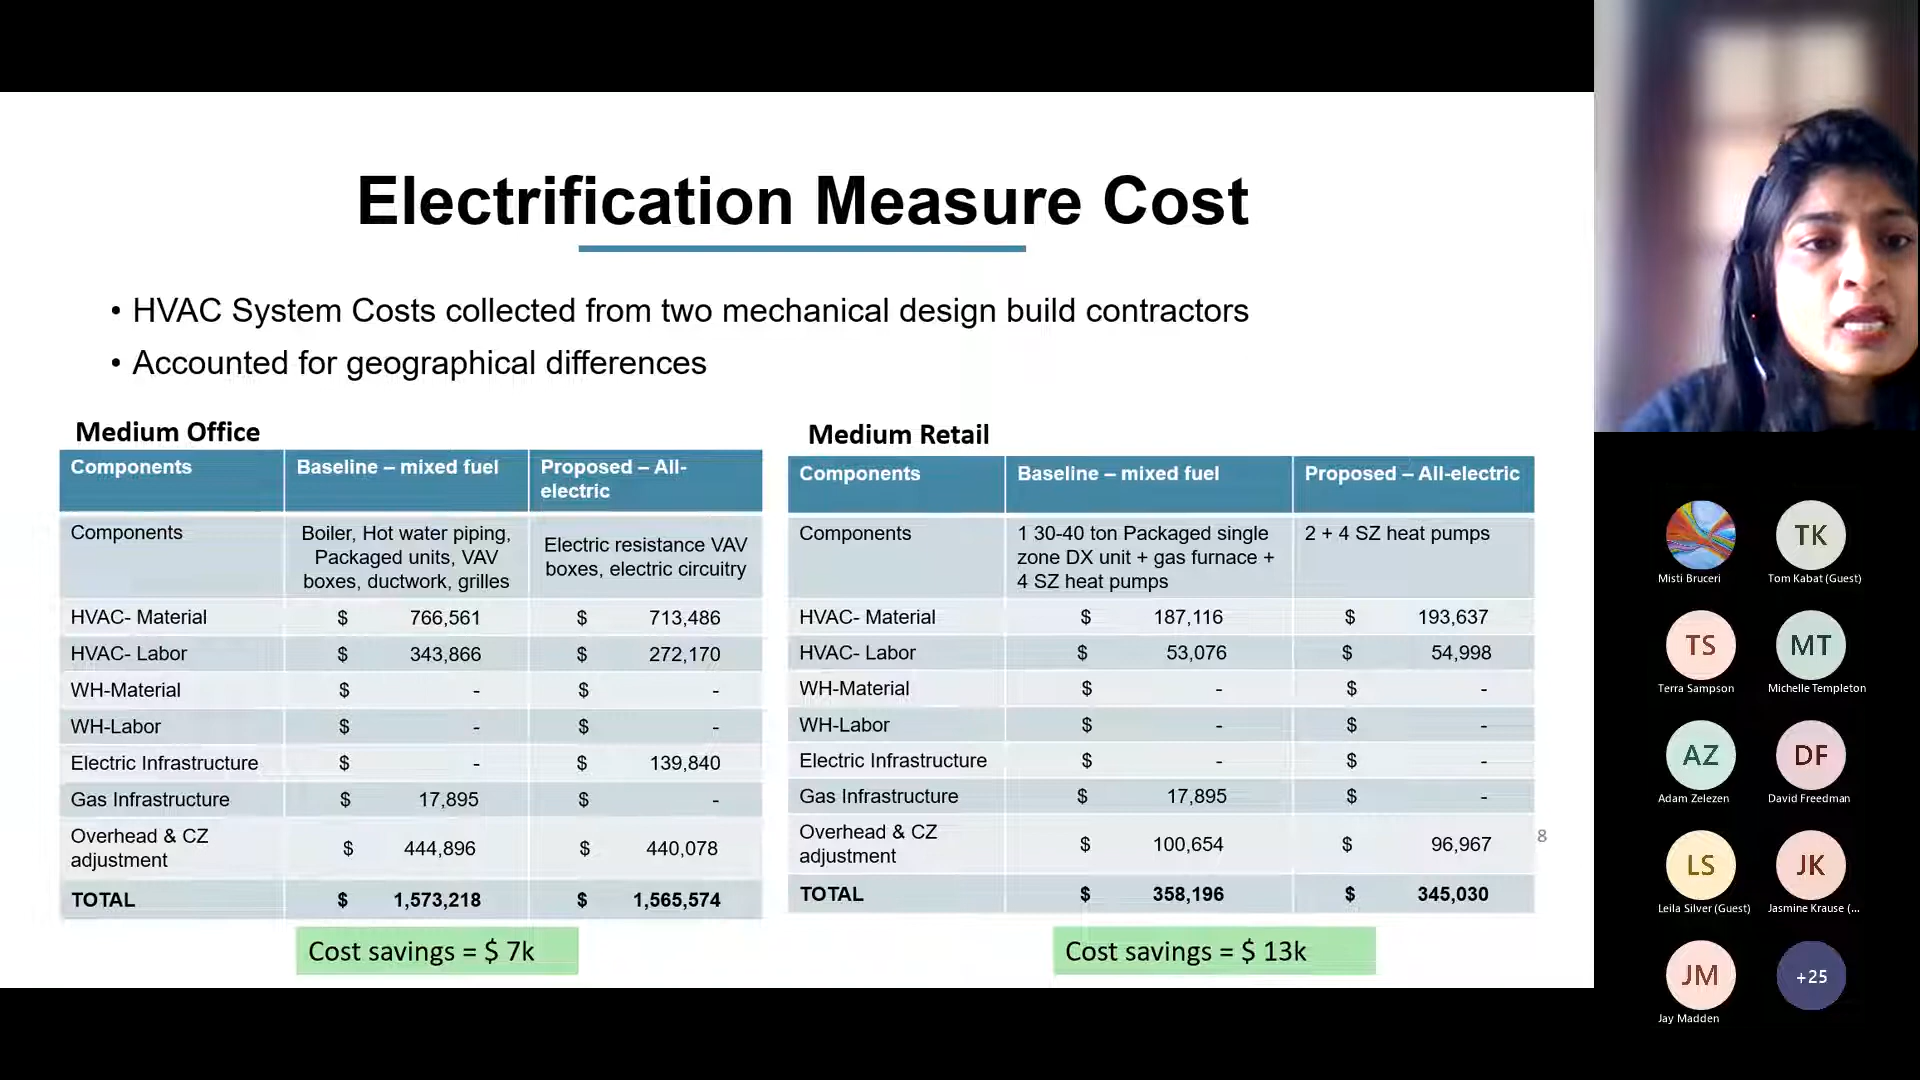 Electrification Measure Cost
• HVAC System Costs collected from two mechanical design build contractors
• Accounted for geographical differences
Medium Office
Components Baseline – mixed fuel Proposed – All-
electric
Components Boiler, Hot water piping,
Packaged units, VAV
boxes, ductwork, grilles
Electric resistance VAV
boxes, electric circuitry
HVAC- Material $ 766,561 $ 713,486
HVAC- Labor $ 343,866 $ 272,170
WH-Material $ - $ -
WH-Labor $ - $ -
Electric Infrastructure $ - $ 139,840
Gas Infrastructure $ 17,895 $ -
Overhead & CZ
adjustment $ 444,896 $ 440,078
TOTAL $ 1,573,218 $ 1,565,574
Cost savings = $ 7k
Medium Retail
Components Baseline – mixed fuel Proposed – All-electric
Components 1 30-40 ton Packaged single
zone DX unit + gas furnace +
4 SZ heat pumps
2 + 4 SZ heat pumps
HVAC- Material $ 187,116 $ 193,637
HVAC- Labor $ 53,076 $ 54,998
WH-Material $ - $ -
WH-Labor $ - $ -
Electric Infrastructure $ - $ -
Gas Infrastructure $ 17,895 $ -
Overhead & CZ
adjustment $ 100,654 $ 96,967
TOTAL $ 358,196 $ 345,030
Cost savings = $ 13k
8
Misti Bruceri
TK
Tom Kabat (Guest)
TS
Terra Sampson
MT
Michelle Templeton
AZ
Adam Zelezen
DF
David Freedman
LS
Leila Silver (Guest)
JK
Jasmine Krause (...
JM
Jay Madden
+25